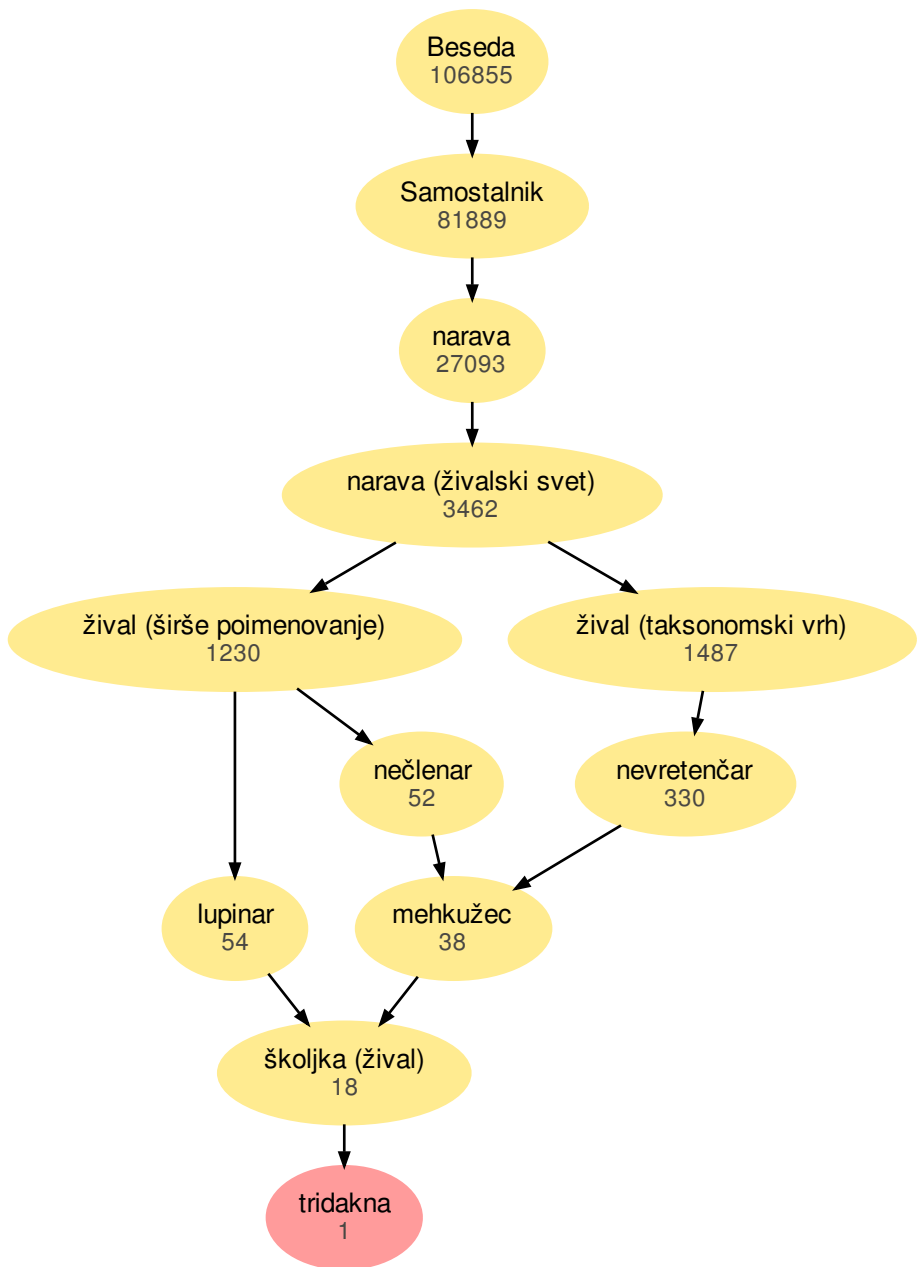 Beseda
106855
Samostalnik
81889
narava
27093
narava (živalski svet)
3462
žival (širše poimenovanje)
1230
žival (taksonomski vrh)
1487
nečlenar
52
nevretenčar
330
lupinar
54
mehkužec
38
školjka (žival)
18
tridakna
1